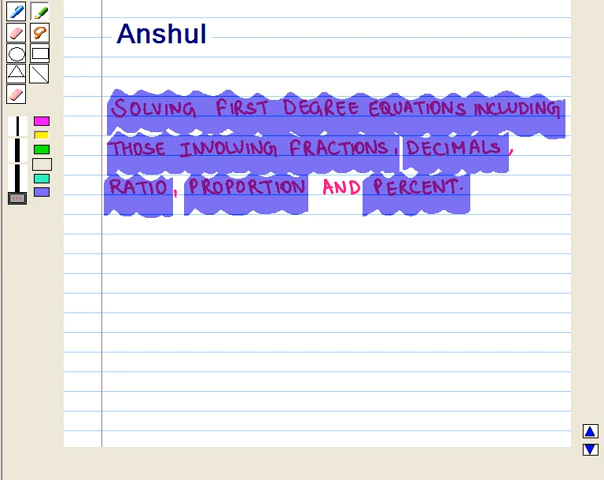 Anshul
SOLVING FIRST DEGREE EQUATIONS INCLUDING
THOSE INVOLVING FRACTIONS, DECIMALS,
RATIO, PROPORTION AND PERCENT.